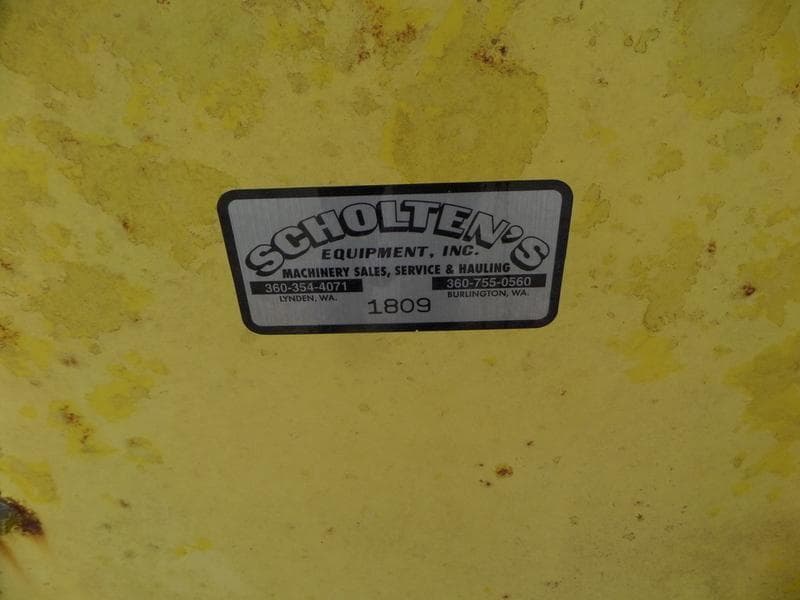 SCHOLTEN'S
EQUIPMENT, INC.
MACHINERY SALES, SERVICE & HAULING
360-354-4071 360-755-0560
LYNDEN, WA. BURLINGTON, WA.
1809